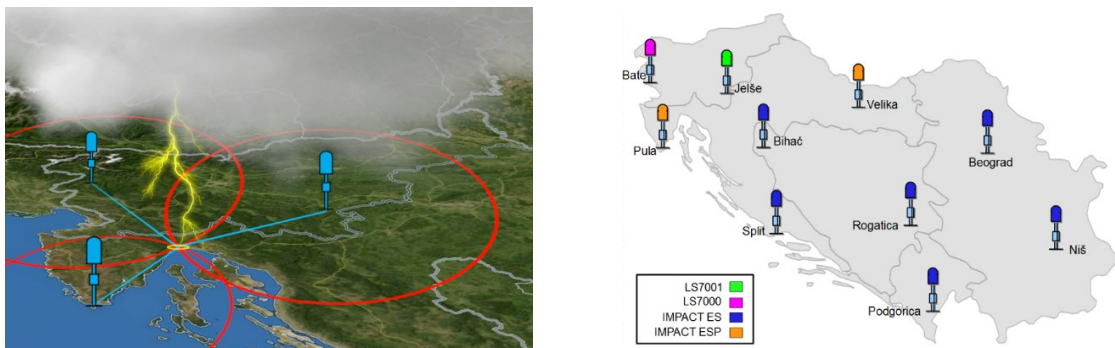 Bate
Jelše
Velika
Pula
Bihać
Beograd
Split
Rogatica
Niš
Podgorica
LS7001
LS7000
IMPACT ES
IMPACT ESP